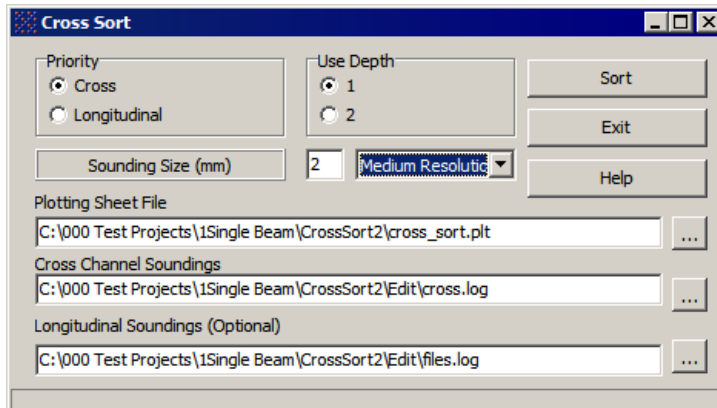 Cross Sort
Priority
Cross
Longitudinal
Use Depth
1
2
Sort
Exit
Help
Sounding Size (mm)
2
Medium Resolutic
Plotting Sheet File
C:\000 Test Projects\1Single Beam\CrossSort2\cross_sort.plt
...
Cross Channel Soundings
C:\000 Test Projects\1Single Beam\CrossSort2\Edit\cross.log
...
Longitudinal Soundings (Optional)
C:\000 Test Projects\1Single Beam\CrossSort2\Edit\files.log
...